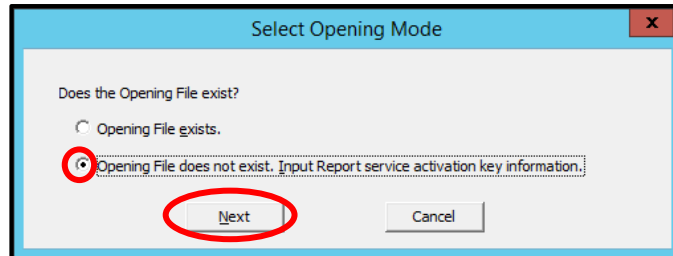 Select Opening Mode
x
Does the Opening File exist?
Opening File exists.
Opening File does not exist. Input Report service activation key information.
Next Cancel